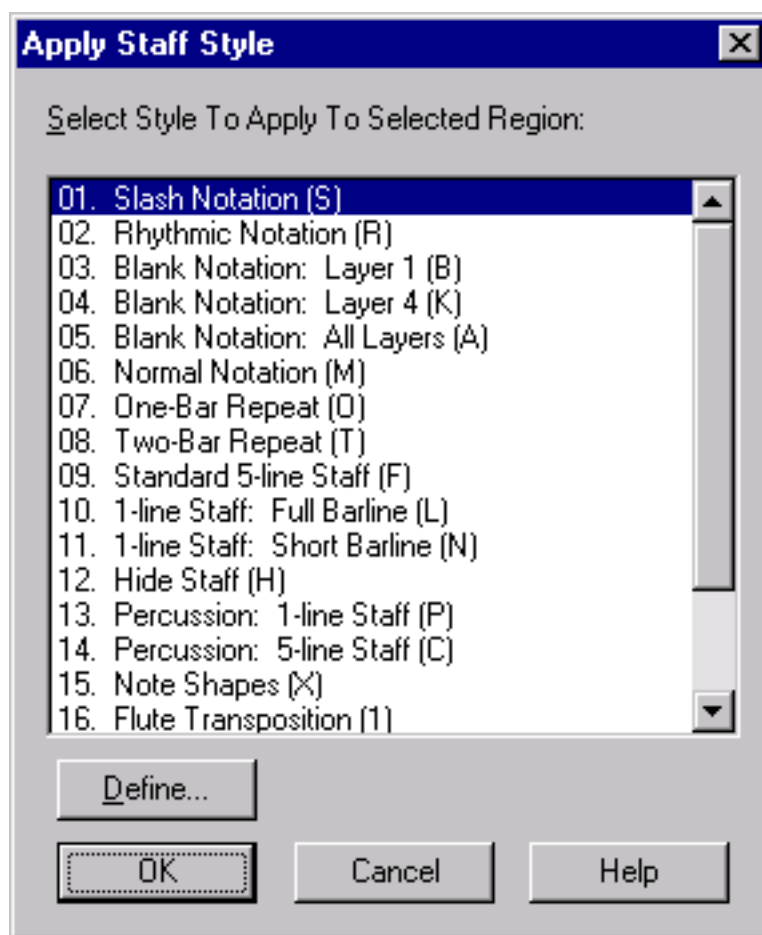 Apply Staff Style
Select Style To Apply To Selected Region:
01. Slash Notation (S)
02. Rhythmic Notation (R)
03. Blank Notation:  Layer 1 (B)
04. Blank Notation:  Layer 4 (K)
05. Blank Notation:  All Layers (A)
06. Normal Notation (M)
07. One-Bar Repeat (O)
08. Two-Bar Repeat (T)
09. Standard 5-line Staff (F)
10. 1-line Staff:  Full Barline (L)
11. 1-line Staff:  Short Barline (N)
12. Hide Staff (H)
13. Percussion:  1-line Staff (P)
14. Percussion:  5-line Staff (C)
15. Note Shapes (X)
16. Flute Transposition (1)
Define...
OK Cancel Help